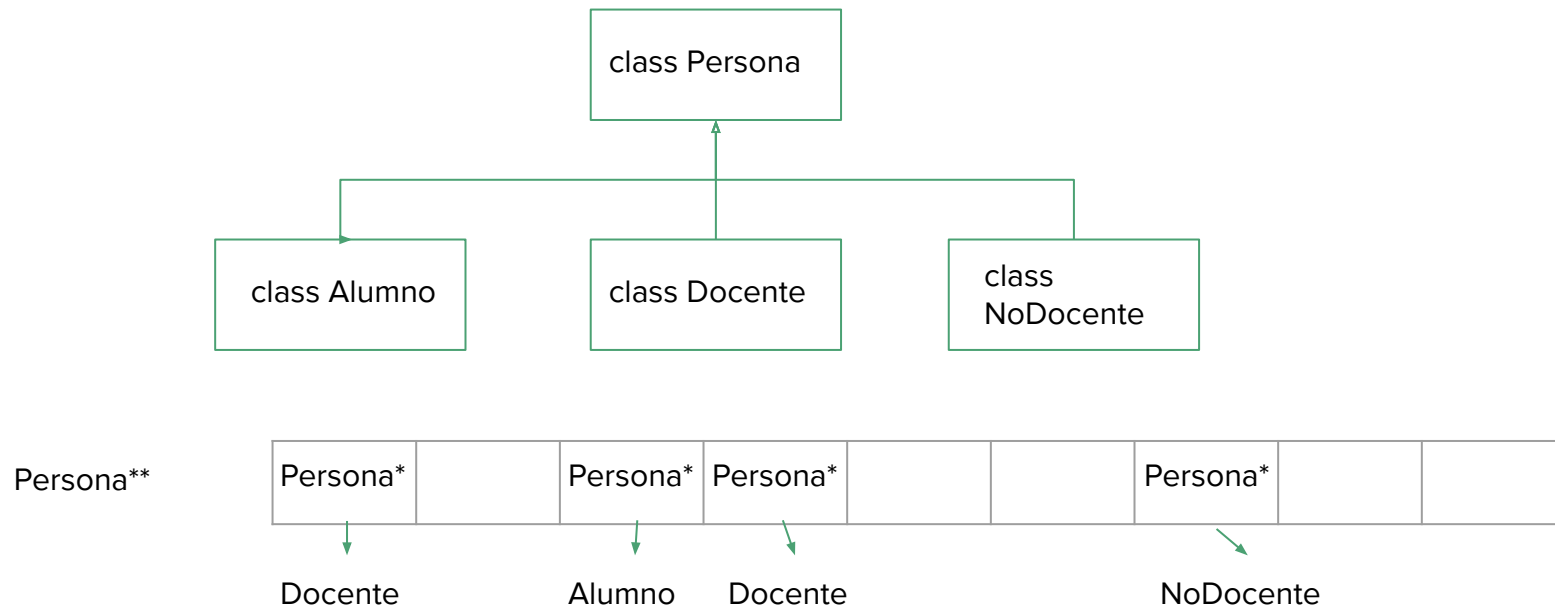 class Persona
class Alumno
class Docente
class
NoDocente
Persona**
Persona*
Persona*
Persona*
Persona*
Docente
Alumno
Docente
NoDocente